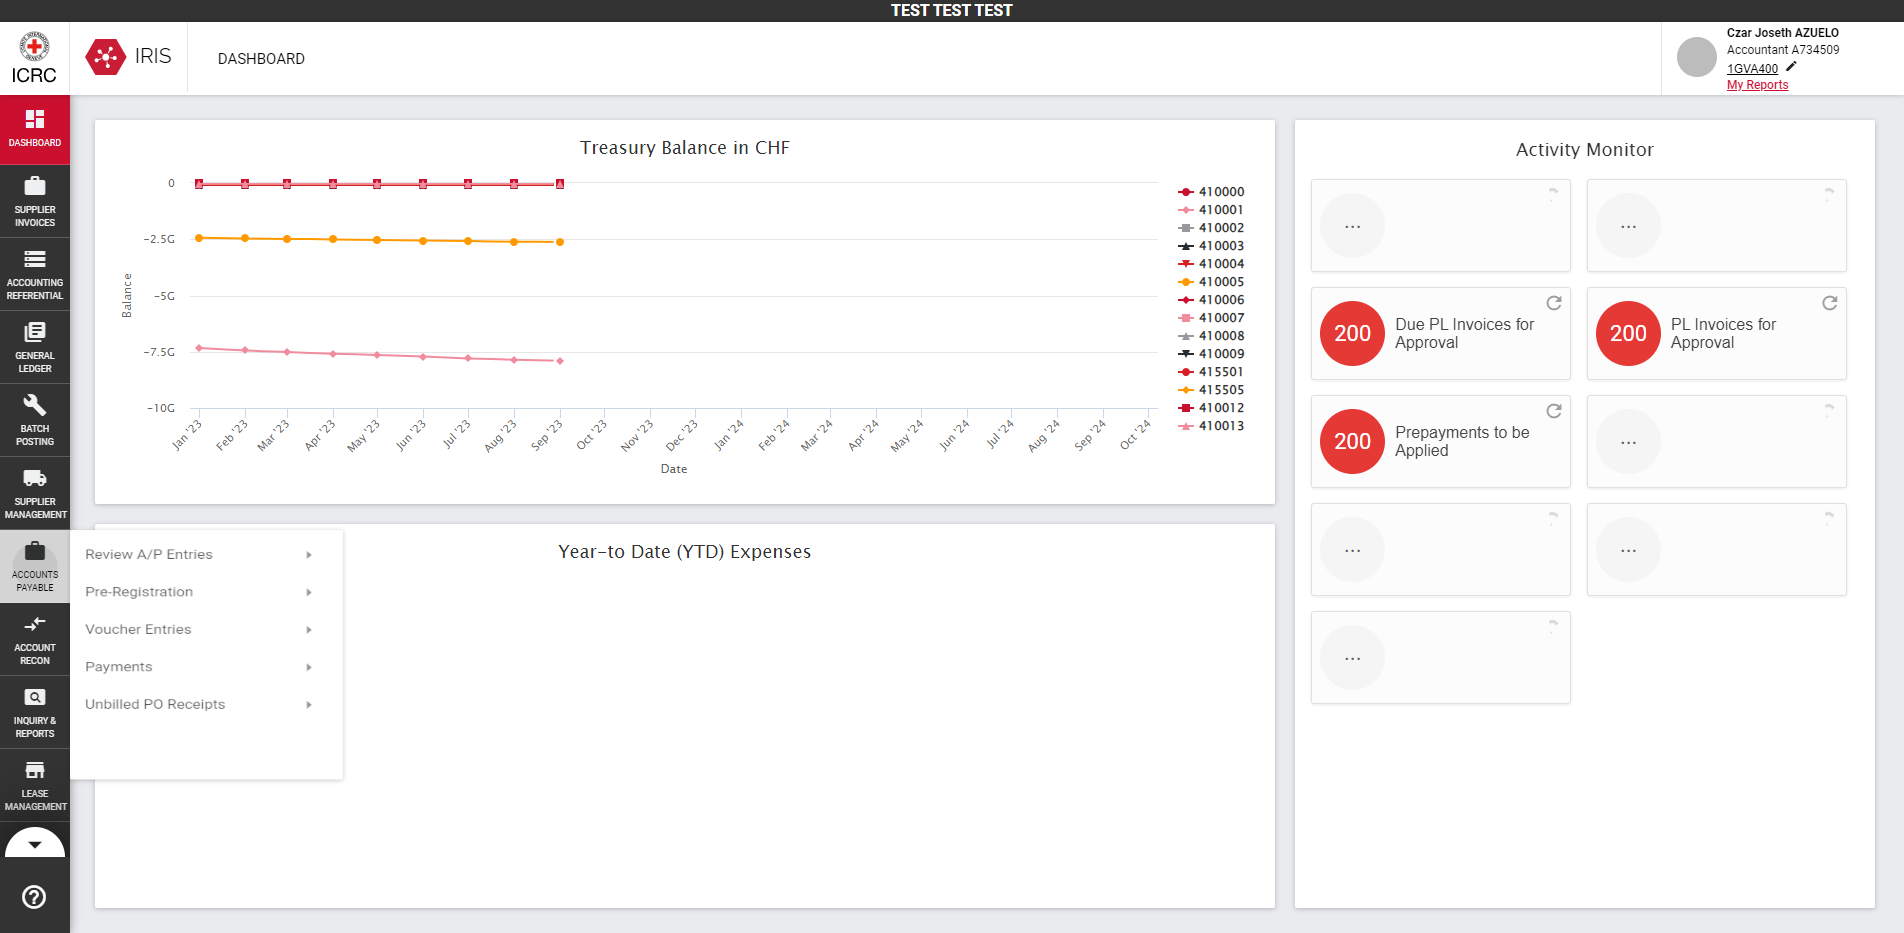 TEST TEST TEST
ICRC
IRIS
DASHBOARD
Czar Joseth AZUELO
Accountant A734509
1GVA400
My Reports
DASHBOARD
SUPPLIER
INVOICES
ACCOUNTING
REFERENTIAL
GENERAL
LEDGER
BATCH
POSTING
SUPPLIER
MANAGEMENT
ACCOUNTS
PAYABLE
ACCOUNT
RECON
INQUIRY &
REPORTS
LEASE
MANAGEMENT
Review A/P Entries
Pre-Registration
Voucher Entries
Payments
Unbilled PO Receipts
Treasury Balance in CHF
0
-2.5G
-5G
-7.5G
-10G
Balance
Jan '23
Feb '23
Mar '23
Apr '23
May '23
Jun '23
Jul '23
Aug '23
Sep '23
Oct '23
Nov '23
Dec '23
Jan '24
Feb '24
Mar '24
Apr '24
May '24
Jun '24
Jul '24
Aug '24
Sep '24
Oct '24
Date
410000
410001
410002
410003
410004
410005
410006
410007
410008
410009
415501
415505
410012
410013
Year-to Date (YTD) Expenses
Activity Monitor
...
...
200
Due PL Invoices for
Approval
200
PL Invoices for
Approval
200
Prepayments to be
Applied
...
...
...
...